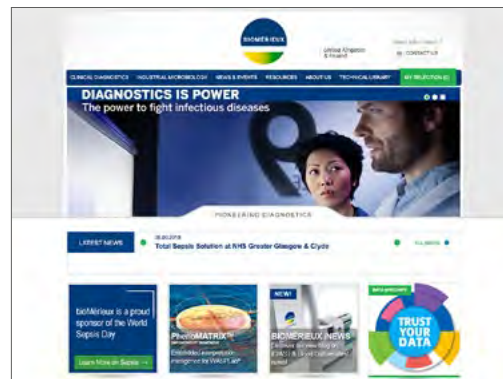 BIOMÉRIEUX
United Kingdom
& Ireland
CONTACT US
CLINICAL DIAGNOSTICS INDUSTRIAL MICROBIOLOGY NEWS & EVENTS RESOURCES ABOUT US TECHNICAL LIBRARY MY SELECTION (0)
DIAGNOSTICS IS POWER
The power to fight infectious diseases
PIONEERING DIAGNOSTICS
LATEST NEWS
Total Sepsis Solution at NHS Greater Glasgow & Clyde
bioMérieux is a proud
sponsor of the World
Sepsis Day
Learn More on Sepsis →
PhenoMATRIX™
NEW!
BIOMÉRIEUX NEWS
TRUST
YOUR
DATA